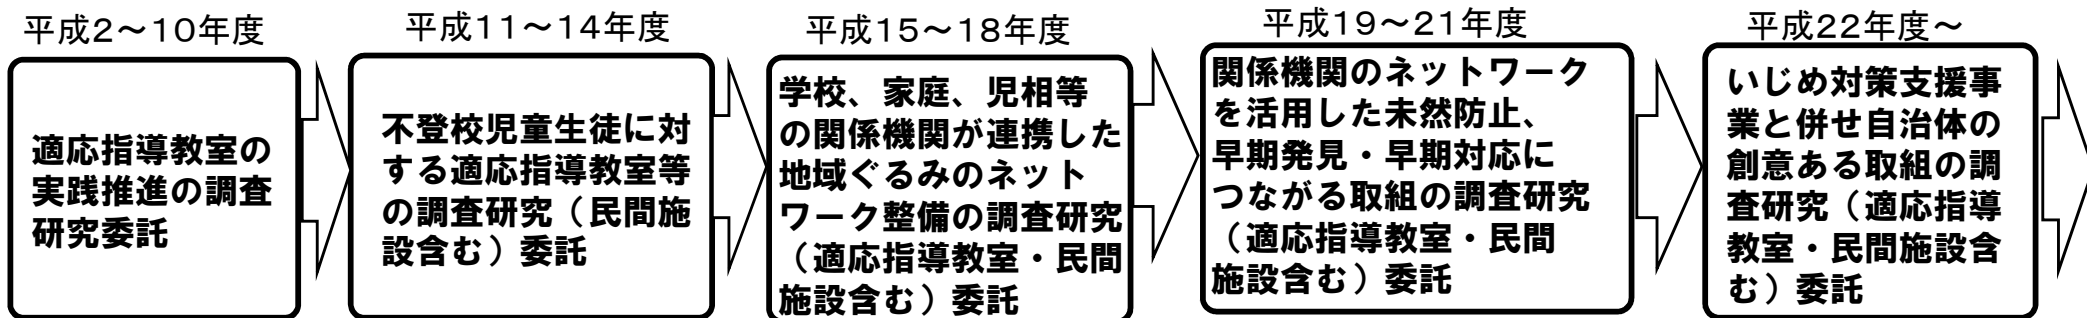 平成2～10年度
適応指導教室の
実践推進の調査
研究委託
平成11～14年度
不登校児童生徒に対
する適応指導教室等
の調査研究（民間施
設含む）委託
平成15～18年度
学校、家庭、児相等
の関係機関が連携した
地域ぐるみのネット
ワーク整備の調査研究
（適応指導教室・民間
施設含む）委託
平成19～21年度
関係機関のネットワーク
を活用した未然防止、
早期発見・早期対応に
つながる取組の調査研究
（適応指導教室・民間
施設含む）委託
平成22年度～
いじめ対策支援事
業と併せ自治体の
創意ある取組の調
査研究（適応指導
教室・民間施設含
む）委託